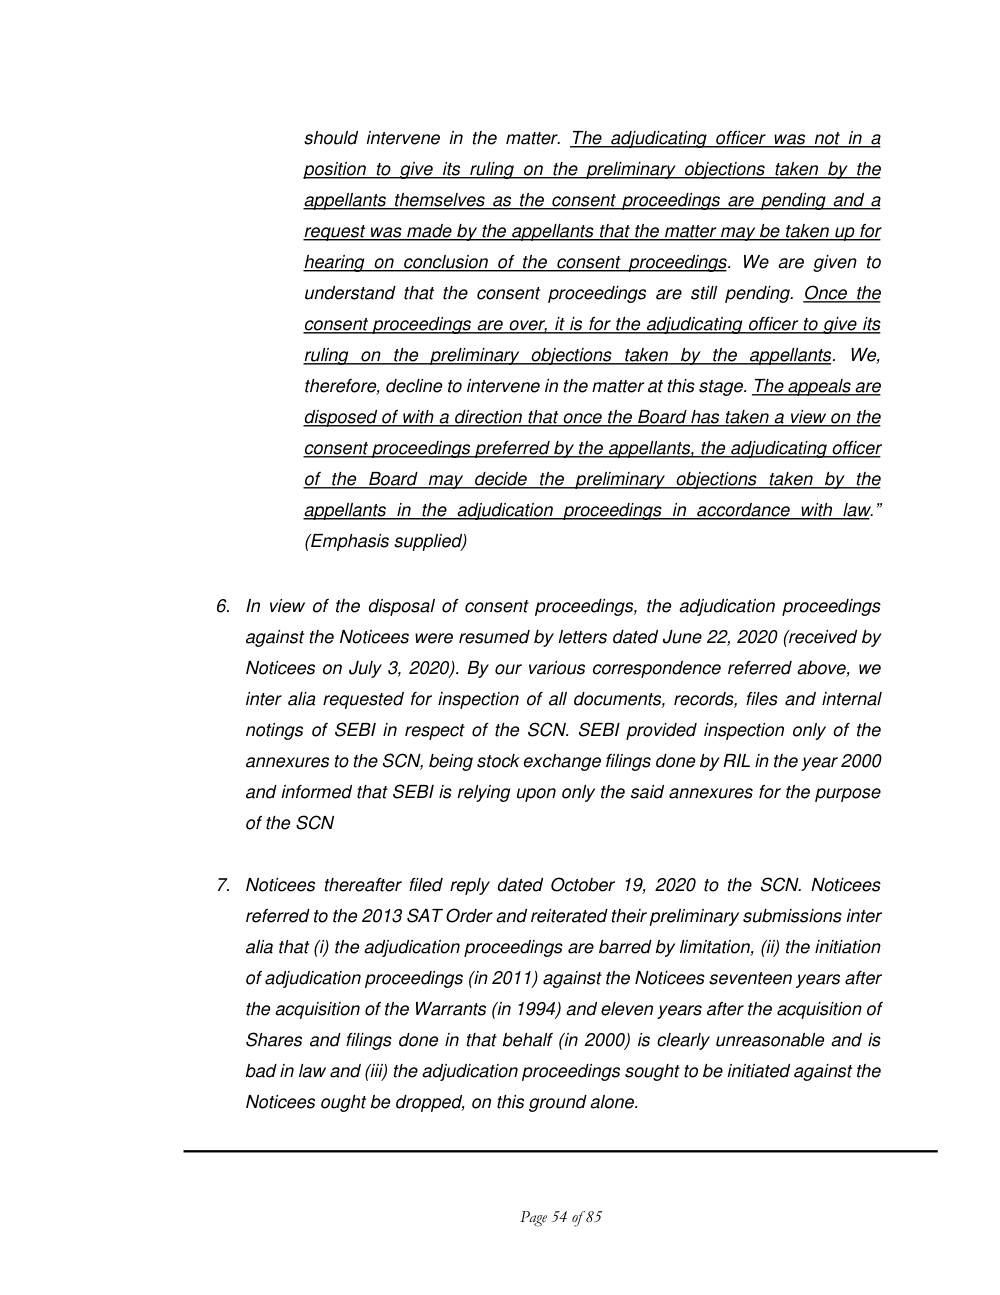 should intervene in the matter. The adjudicating officer was not in a
position to give its ruling on the preliminary objections taken by the
appellants themselves as the consent proceedings are pending and a
request was made by the appellants that the matter may be taken up for
hearing on conclusion of the consent proceedings. We are given to
understand that the consent proceedings are still pending. Once the
consent proceedings are over, it is for the adjudicating officer to give its
ruling on the preliminary objections taken by the appellants. We,
therefore, decline to intervene in the matter at this stage. The appeals are
disposed of with a direction that once the Board has taken a view on the
consent proceedings preferred by the appellants, the adjudicating officer
of the Board may decide the preliminary objections taken by the
appellants in the adjudication proceedings in accordance with law.”
(Emphasis supplied)
6. In view of the disposal of consent proceedings, the adjudication proceedings
against the Noticees were resumed by letters dated June 22, 2020 (received by
Noticees on July 3, 2020). By our various correspondence referred above, we
inter alia requested for inspection of all documents, records, files and internal
notings of SEBI in respect of the SCN. SEBI provided inspection only of the
annexures to the SCN, being stock exchange filings done by RIL in the year 2000
and informed that SEBI is relying upon only the said annexures for the purpose
of the SCN
7. Noticees thereafter filed reply dated October 19, 2020 to the SCN. Noticees
referred to the 2013 SAT Order and reiterated their preliminary submissions inter
alia that (i) the adjudication proceedings are barred by limitation, (ii) the initiation
of adjudication proceedings (in 2011) against the Noticees seventeen years after
the acquisition of the Warrants (in 1994) and eleven years after the acquisition of
Shares and filings done in that behalf (in 2000) is clearly unreasonable and is
bad in law and (iii) the adjudication proceedings sought to be initiated against the
Noticees ought be dropped, on this ground alone.
Page 54 of 85